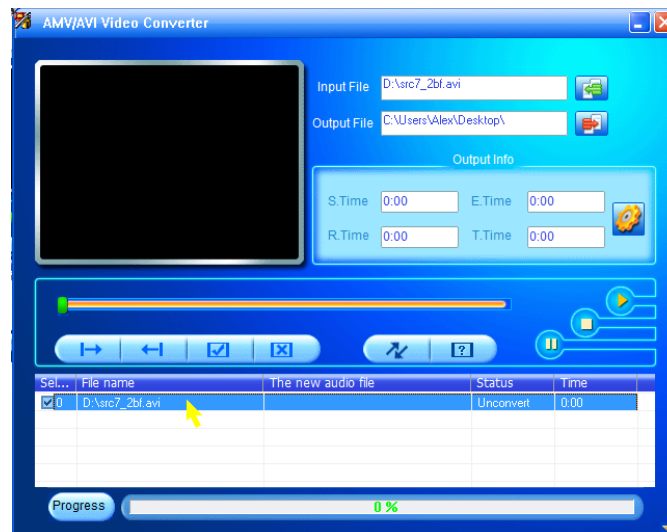 AMV/AVI Video Converter
Input File D:\src7_2bf.avi
Output File C:\Users\Alex\Desktop\
Output Info
S.Time 0:00 E.Time 0:00
R.Time 0:00 T.Time 0:00
Sel... File name The new audio file Status Time
0 D:\src7_2bf.avi Unconvert 0:00
Progress 0 %